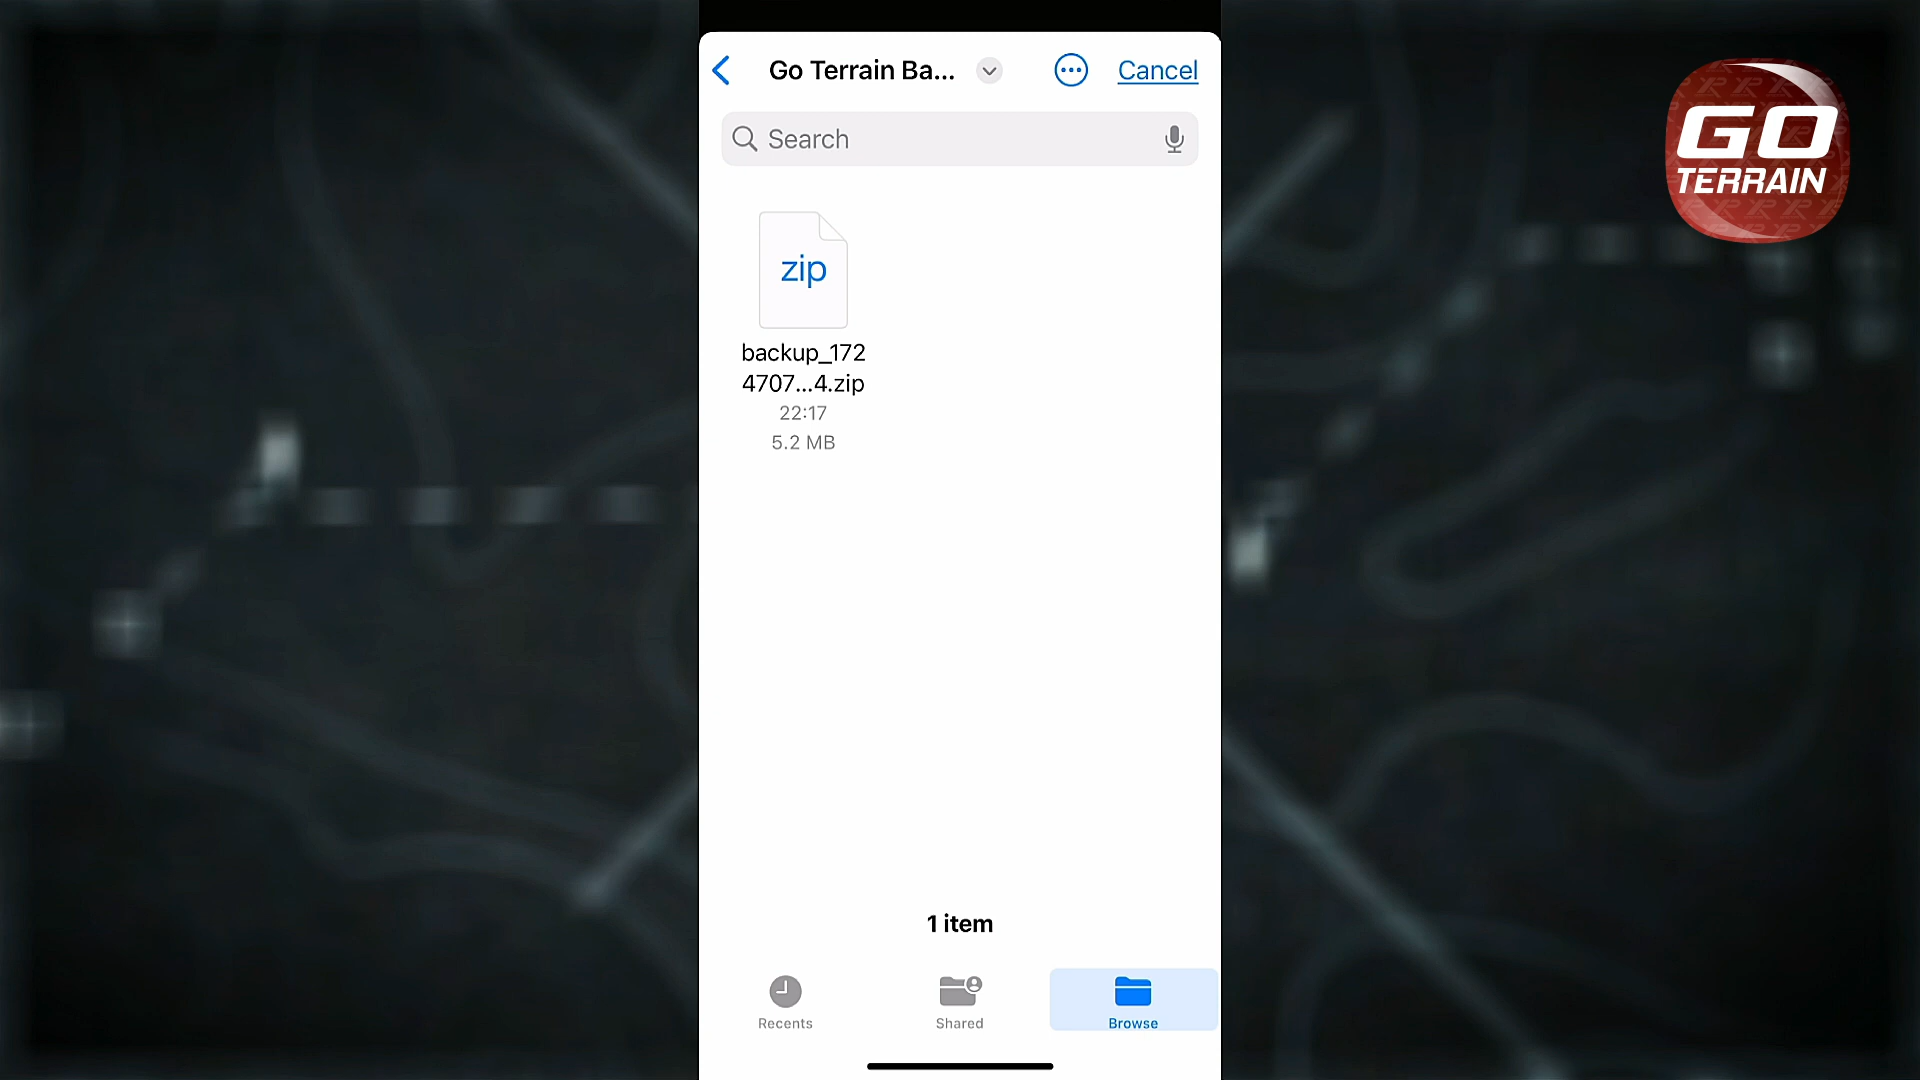 Go Terrain Ba...
Cancel
Search
zip
backup_172
4707...4.zip
22:17
5.2 MB
1 item
Recents
Shared
Browse
GO
TERRAIN